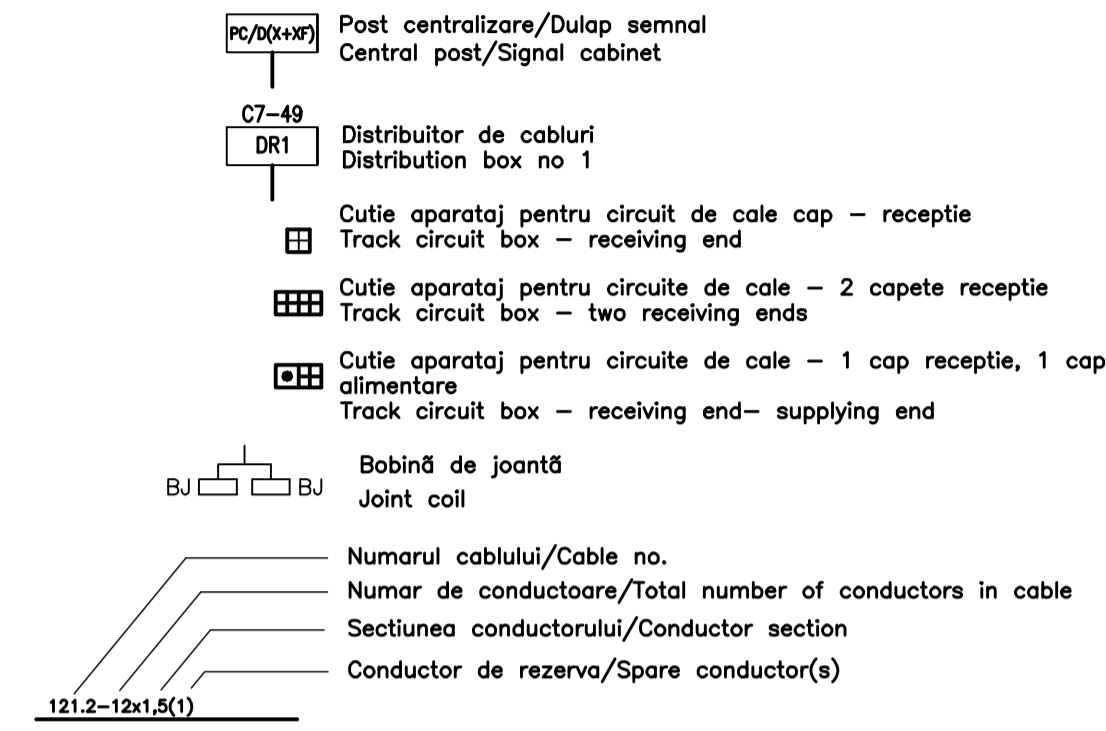 PC/D(X+XF)
Post centralizare/Dulap semnal
Central post/Signal cabinet
C7-49
DR1
Distribuitor de cabluri
Distribution box no 1
Cutie aparataj pentru circuit de cale cap - receptie
Track circuit box - receiving end
Cutie aparataj pentru circuite de cale - 2 capete receptie
Track circuit box - two receiving ends
Cutie aparataj pentru circuite de cale - 1 cap receptie, 1 cap
alimentare
Track circuit box - receiving end- supplying end
BJ BJ
Bobină de joantă
Joint coil
Numarul cablului/Cable no.
Numar de conductoare/Total number of conductors in cable
Sectiunea conductorului/Conductor section
Conductor de rezerva/Spare conductor(s)
121.2-12x1,5(1)